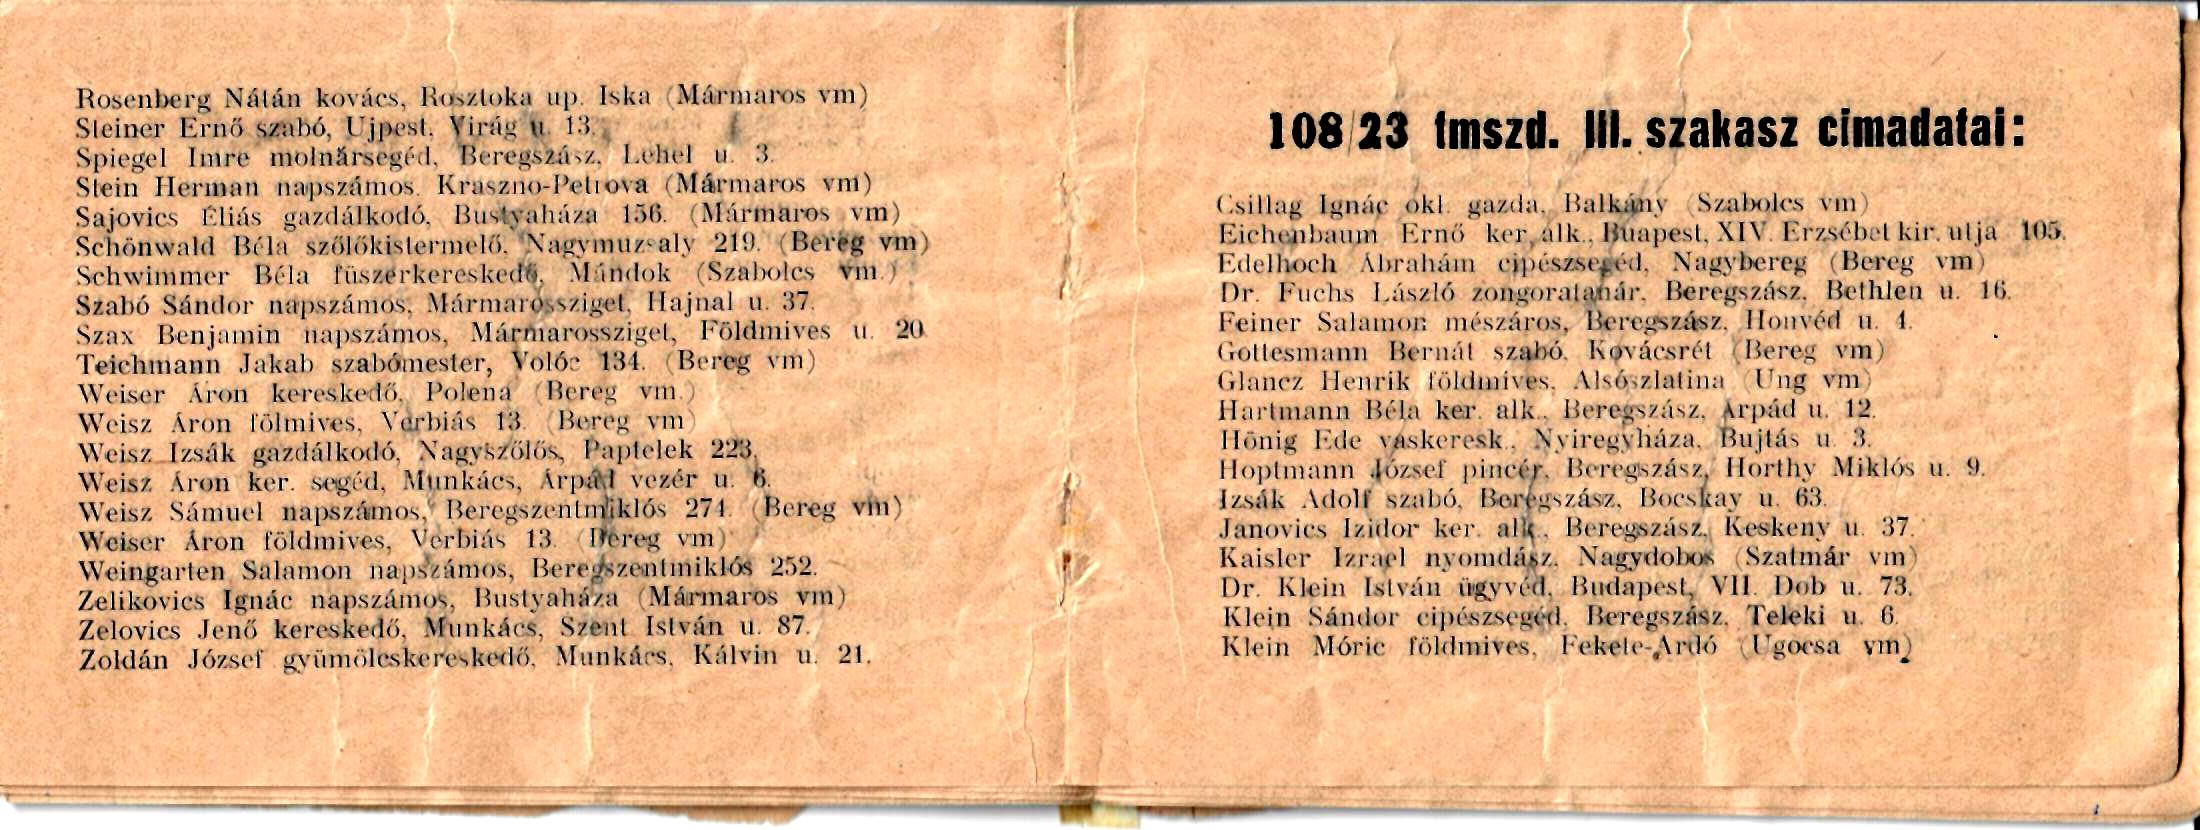 Rosenberg Nátán kovács, Rosztoka up. Iska (Mármaros vm)
Steiner Ernő szabó, Ujpest, Virág u. 13.
Spiegel Imre molnársegéd, Beregszász, Lehel u. 3.
Stein Herman napszámos, Kraszno-Petrova (Mármaros vm)
Sajovics Éliás gazdálkodó, Bustyaháza 156. (Mármaros vm)
Schönwald Béla szőlőkistermelő, Nagymuzsaly 219. (Bereg vm)
Schwimmer Béla füszerkereskedő, Mándok (Szabolcs vm.)
Szabó Sándor napszámos, Mármarossziget, Hajnal u. 37.
Szax Benjamin napszámos, Mármarossziget, Földmives u. 20.
Teichmann Jakab szabómester, Volóc 134. (Bereg vm)
Weiser Áron kereskedő, Polena (Bereg vm.)
Weisz Áron fölmives, Verbiás 13. (Bereg vm)
Weisz Izsák gazdálkodó, Nagyszőlős, Paptelek 223.
Weisz Áron ker. segéd, Munkács, Árpád vezér u. 6.
Weisz Sámuel napszámos, Beregszentmiklós 274. (Bereg vm)
Weiser Áron földmives, Verbiás 13. (Bereg vm)
Weingarten Salamon napszámos, Beregszentmiklós 252.
Zelikovics Ignác napszámos, Bustyaháza (Mármaros vm)
Zelovics Jenő kereskedő, Munkács, Szent István u. 87.
Zoldán József gyümölcskereskedő, Munkács, Kálvin u. 21.
108/23 tmszd. III. szakasz cimadatai:
Csillag Ignác okl. gazda, Balkány (Szabolcs vm)
Eichenbaum Ernő ker. alk., Buapest, XIV. Erzsébet kir. utja 105.
Edelhoch Ábrahám cipészsegéd, Nagybereg (Bereg vm)
Dr. Fuchs László zongoratanár, Beregszász, Bethlen u. 16.
Feiner Salamon mészáros, Beregszász, Honvéd u. 4.
Gottesmann Bernát szabó, Kovácsrét (Bereg vm)
Glancz Henrik földmives, Alsószlatina (Ung vm)
Hartmann Béla ker. alk., Beregszász, Árpád u. 12.
Hönig Ede vaskeresk., Nyiregyháza, Bujtás u. 3.
Hoptmann József pincér, Beregszász, Horthy Miklós u. 9.
Izsák Adolf szabó, Beregszász, Bocskay u. 63.
Janovics Izidor ker. alk., Beregszász, Keskeny u. 37.
Kaisler Izrael nyomdász, Nagydobos (Szatmár vm)
Dr. Klein István ügyvéd, Budapest, VII. Dob u. 73.
Klein Sándor cipészsegéd, Beregszász, Teleki u. 6.
Klein Móric földmives, Fekete-Ardó (Ugocsa vm)